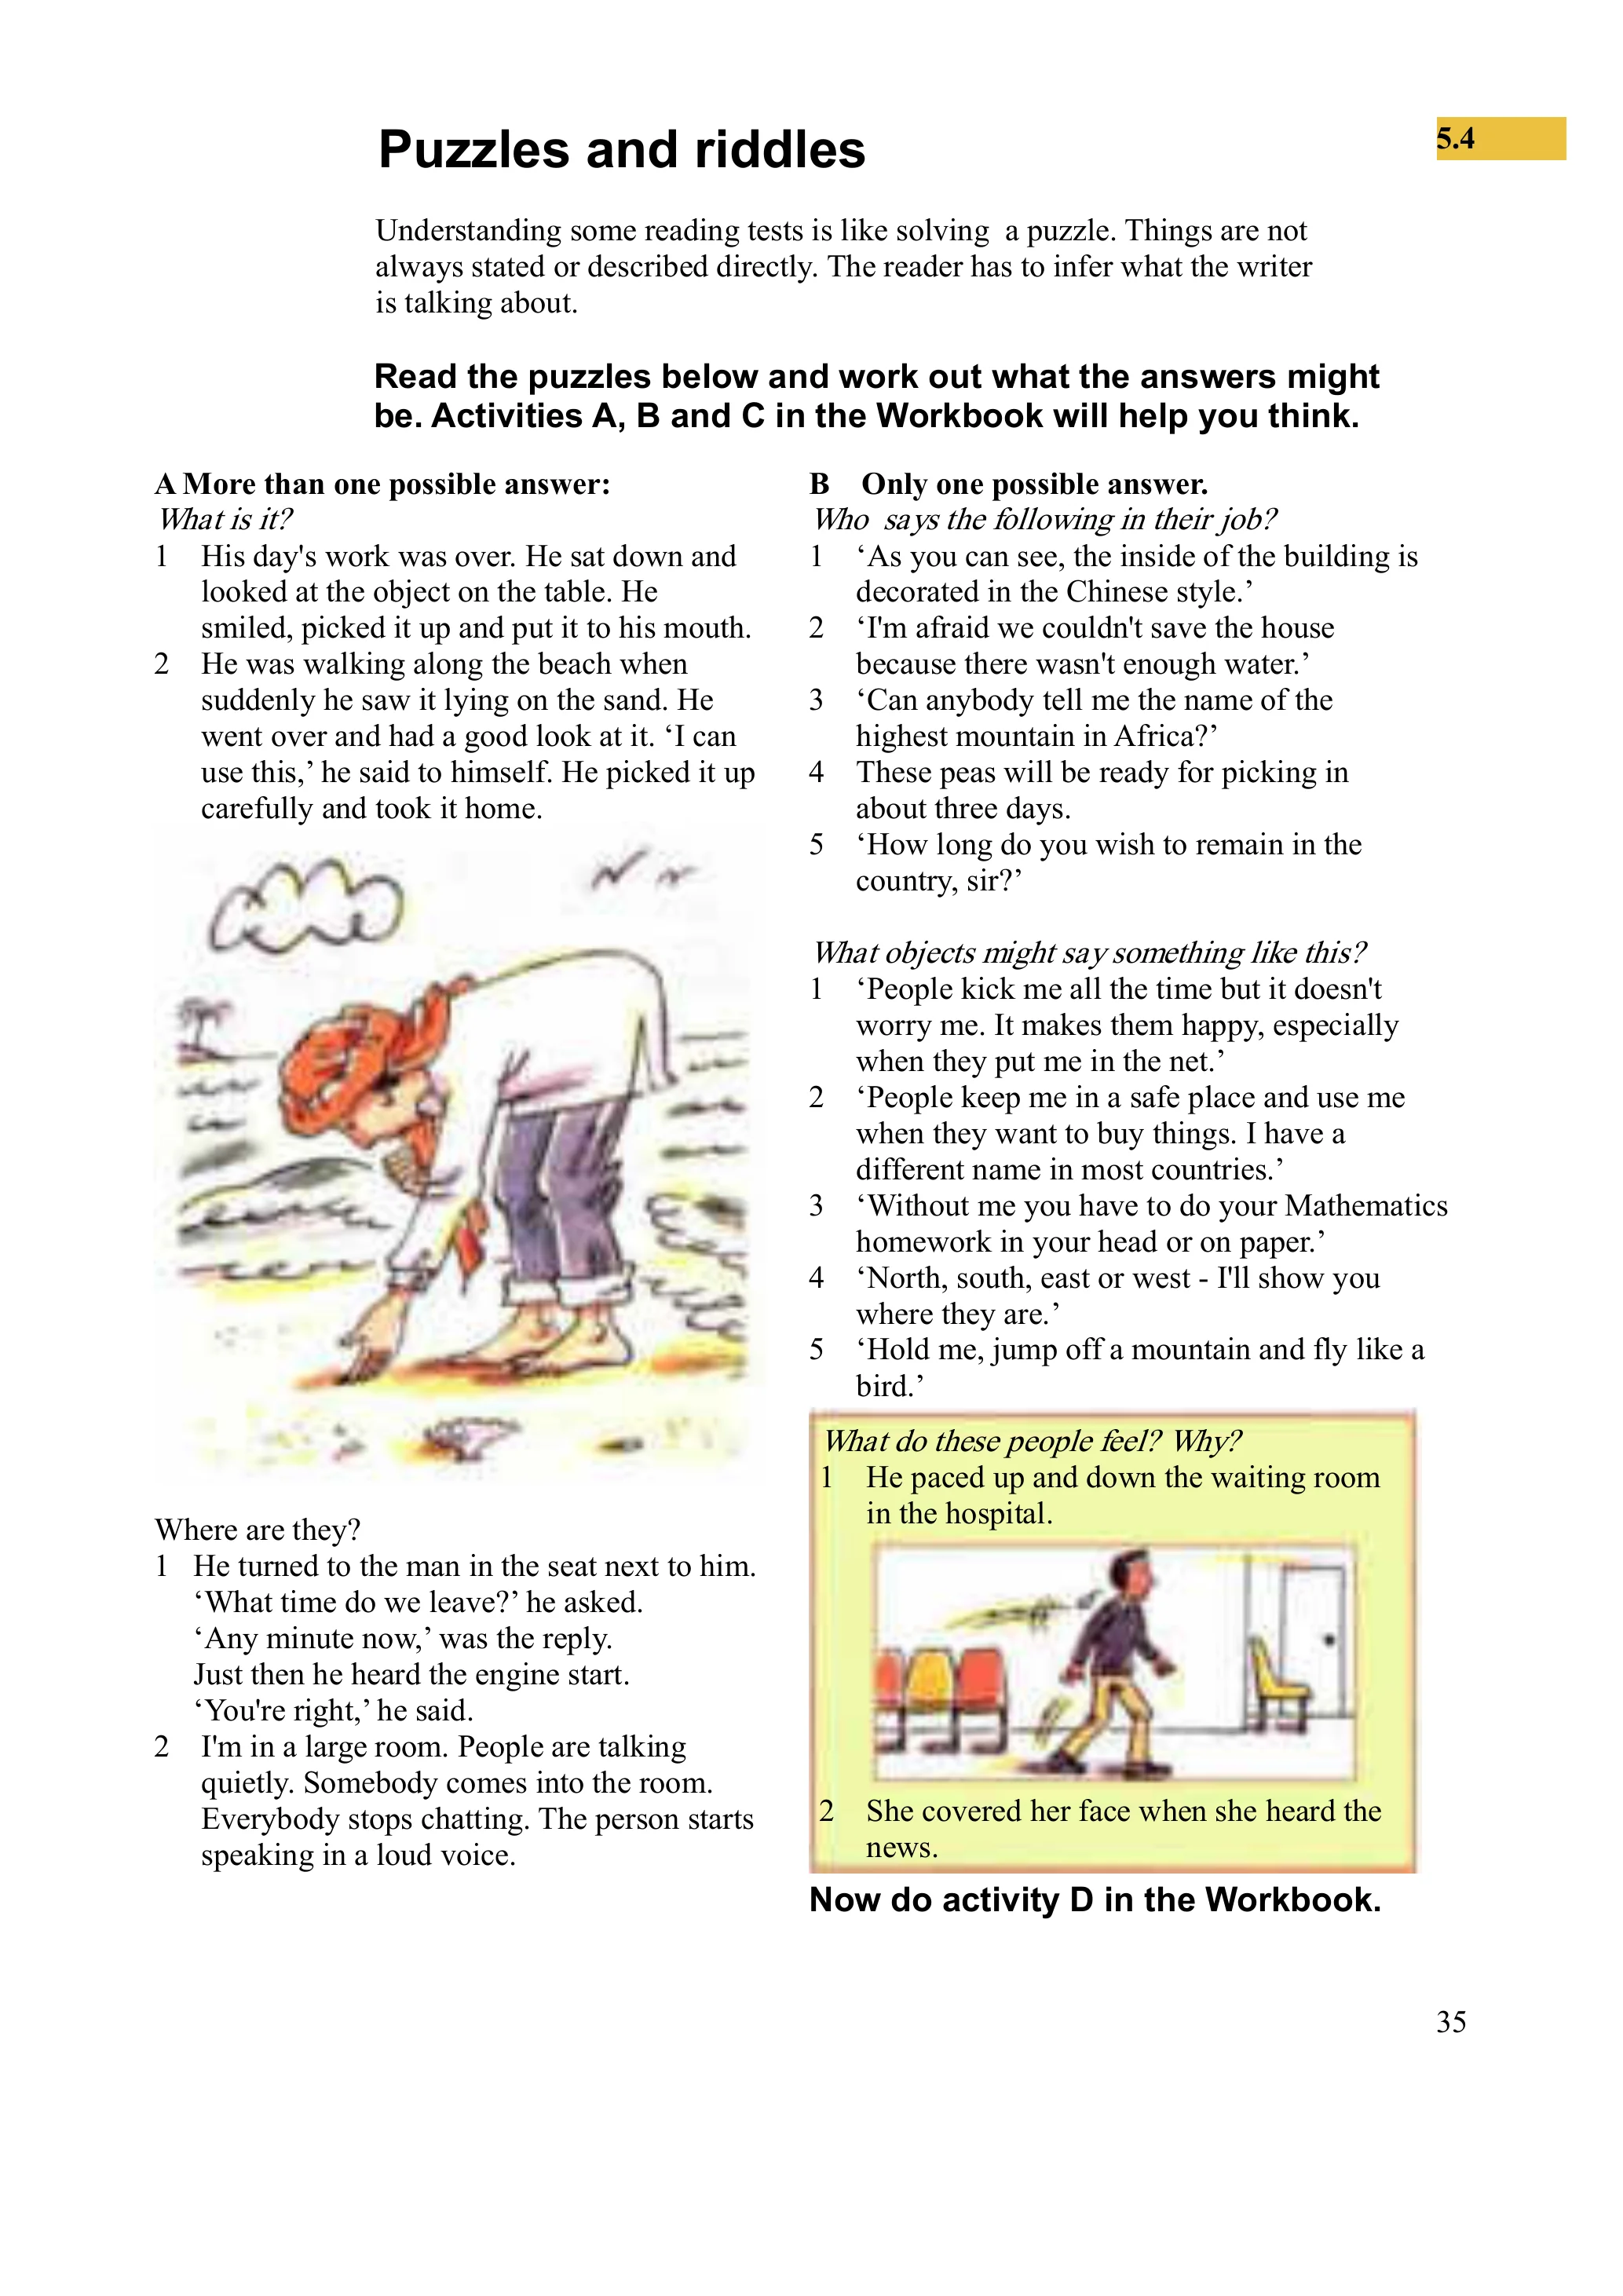 Puzzles and riddles
5.4
Understanding some reading tests is like solving  a puzzle. Things are not
always stated or described directly. The reader has to infer what the writer
is talking about.
Read the puzzles below and work out what the answers might
be. Activities A, B and C in the Workbook will help you think.
A More than one possible answer:
What is it?
1 His day's work was over. He sat down and
looked at the object on the table. He
smiled, picked it up and put it to his mouth.
2 He was walking along the beach when
suddenly he saw it lying on the sand. He
went over and had a good look at it. ‘I can
use this,’ he said to himself. He picked it up
carefully and took it home.
Where are they?
1 He turned to the man in the seat next to him.
‘What time do we leave?’ he asked.
‘Any minute now,’ was the reply.
Just then he heard the engine start.
‘You're right,’ he said.
2 I'm in a large room. People are talking
quietly. Somebody comes into the room.
Everybody stops chatting. The person starts
speaking in a loud voice.
B Only one possible answer.
Who  says the following in their job?
1 ‘As you can see, the inside of the building is
decorated in the Chinese style.’
2 ‘I'm afraid we couldn't save the house
because there wasn't enough water.’
3 ‘Can anybody tell me the name of the
highest mountain in Africa?’
4 These peas will be ready for picking in
about three days.
5 ‘How long do you wish to remain in the
country, sir?’
What objects might say something like this?
1 ‘People kick me all the time but it doesn't
worry me. It makes them happy, especially
when they put me in the net.’
2 ‘People keep me in a safe place and use me
when they want to buy things. I have a
different name in most countries.’
3 ‘Without me you have to do your Mathematics
homework in your head or on paper.’
4 ‘North, south, east or west - I'll show you
where they are.’
5 ‘Hold me, jump off a mountain and fly like a
bird.’
What do these people feel? Why?
1 He paced up and down the waiting room
in the hospital.
2 She covered her face when she heard the
news.
Now do activity D in the Workbook.
35